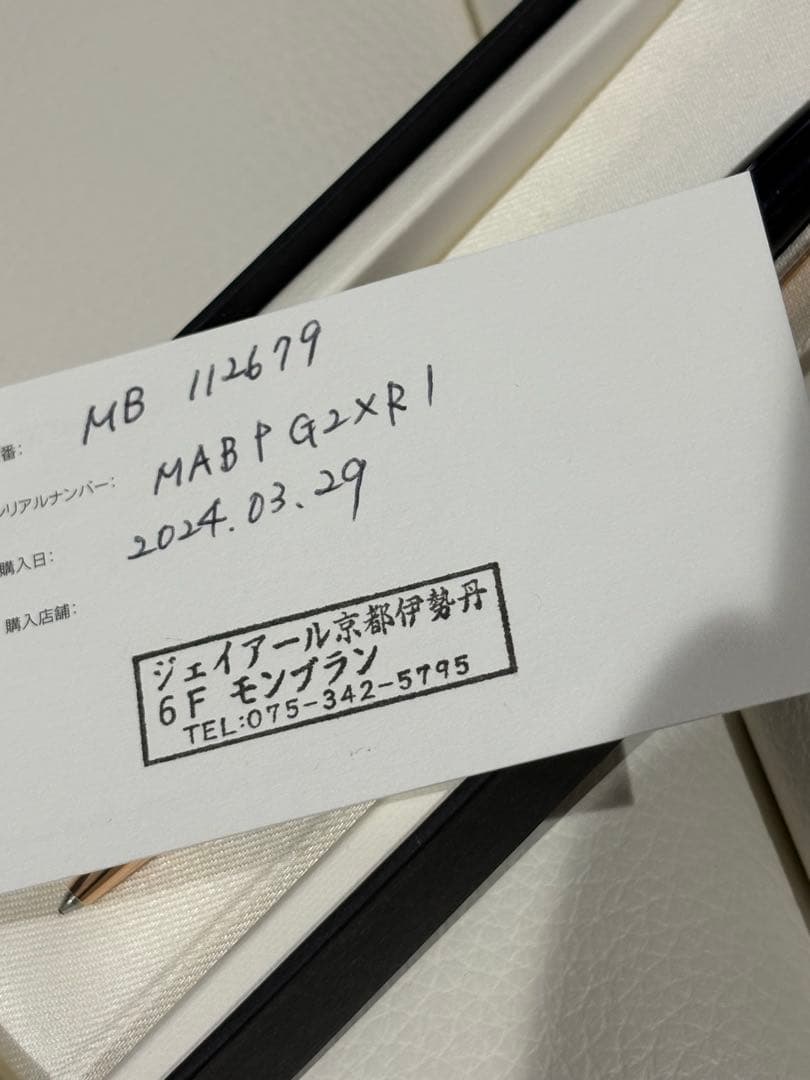 番: MB 112679
リアルナンバー: MABPG2XR1
購入日: 2024.03.29
購入店舗:
ジェイアール京都伊勢丹
6F モンブラン
TEL:075-342-5795